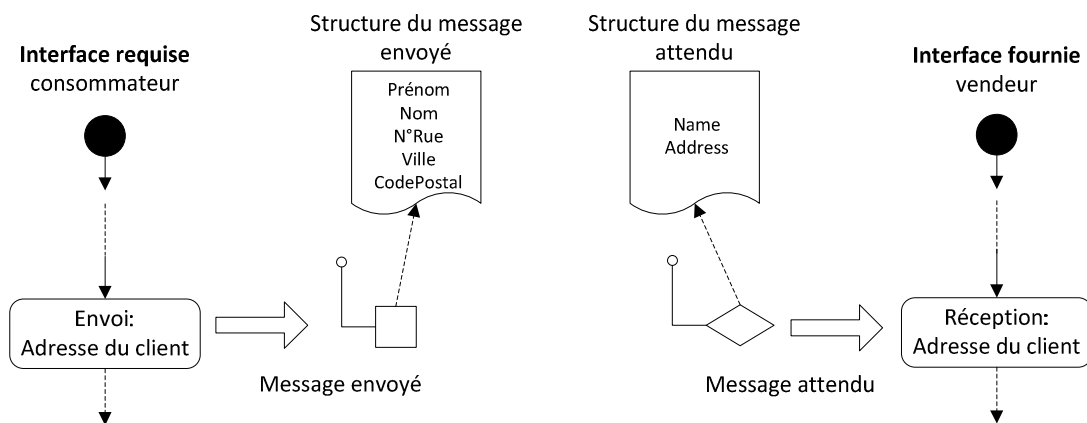 Interface requise
consommateur
Structure du message
envoyé
Prénom
Nom
N°Rue
Ville
CodePostal
Structure du message
attendu
Name
Address
Interface fournie
vendeur
Envoi:
Adresse du client
Message envoyé
Message attendu
Réception:
Adresse du client